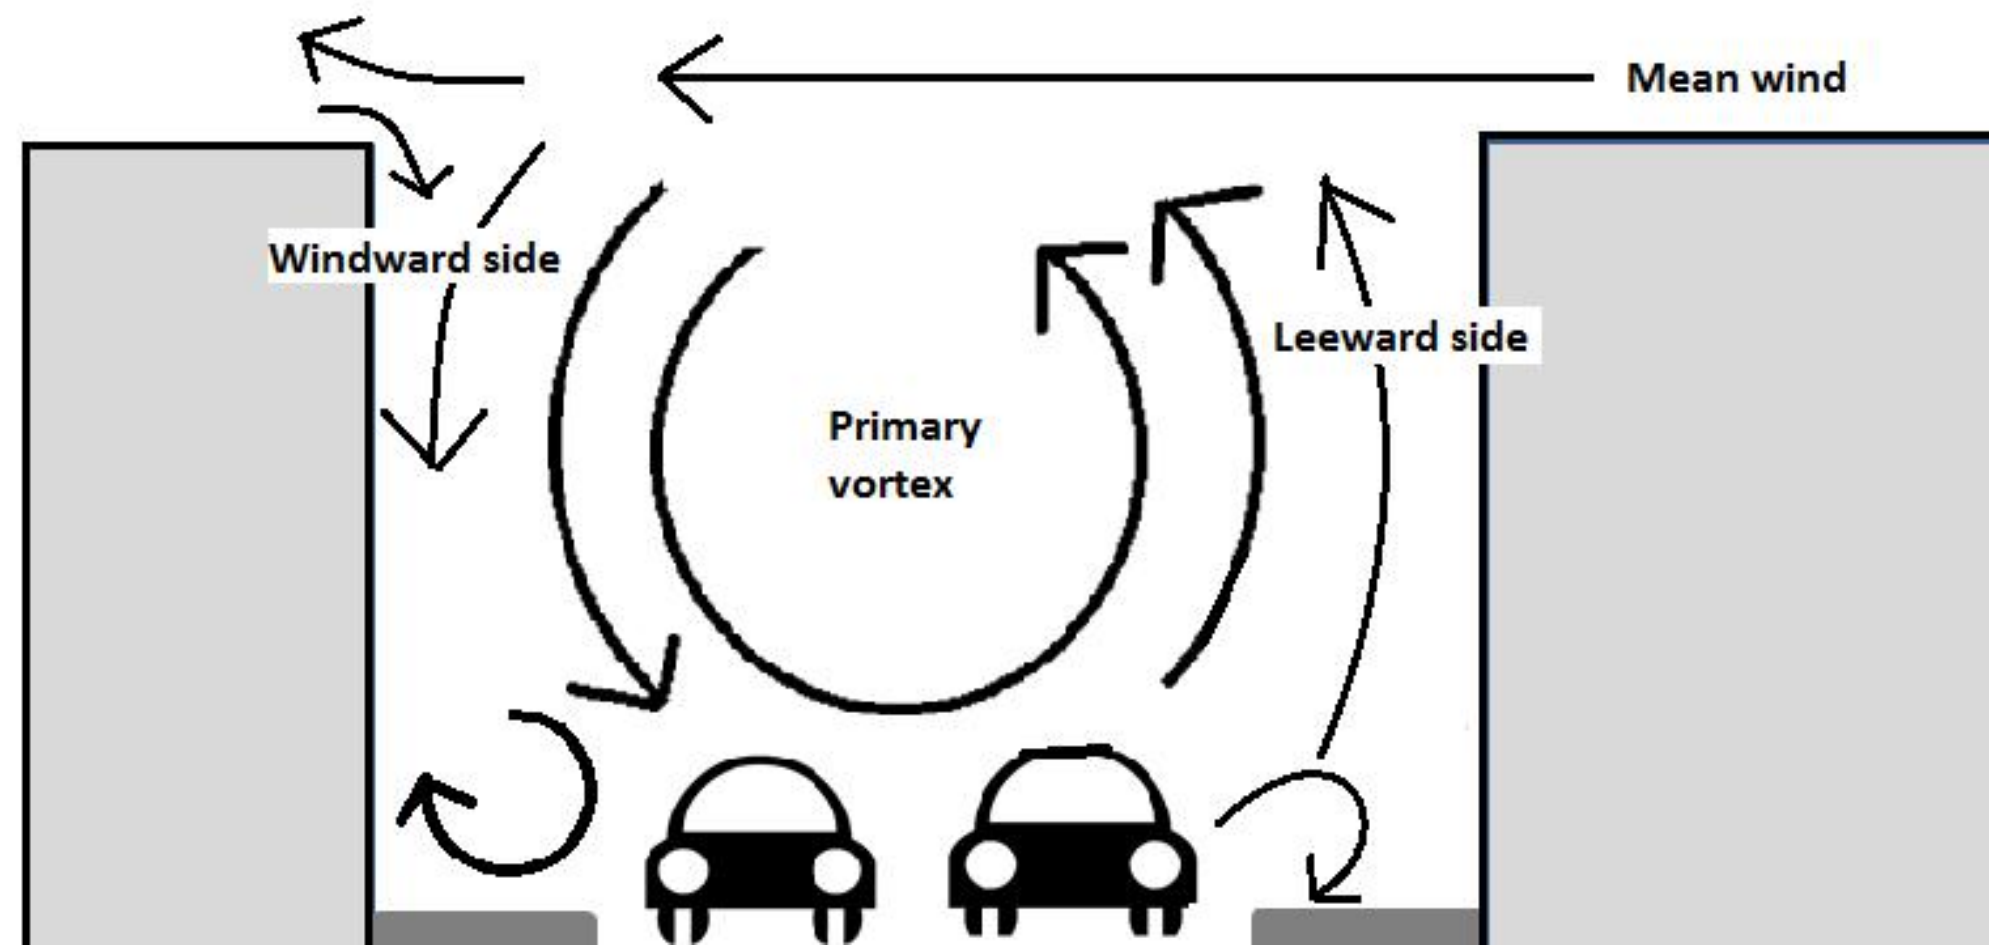 Mean wind
Windward side
Leeward side
Primary
vortex